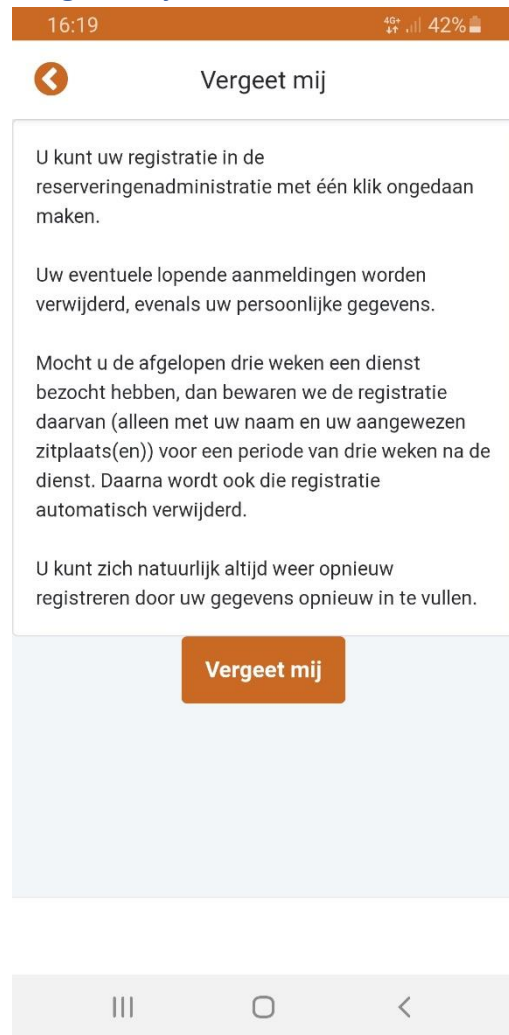 16:19 4G+ 42%
Vergeet mij
U kunt uw registratie in de
reserveringenadministratie met één klik ongedaan
maken.
Uw eventuele lopende aanmeldingen worden
verwijderd, evenals uw persoonlijke gegevens.
Mocht u de afgelopen drie weken een dienst
bezocht hebben, dan bewaren we de registratie
daarvan (alleen met uw naam en uw aangewezen
zitplaats(en)) voor een periode van drie weken na de
dienst. Daarna wordt ook die registratie
automatisch verwijderd.
U kunt zich natuurlijk altijd weer opnieuw
registreren door uw gegevens opnieuw in te vullen.
Vergeet mij